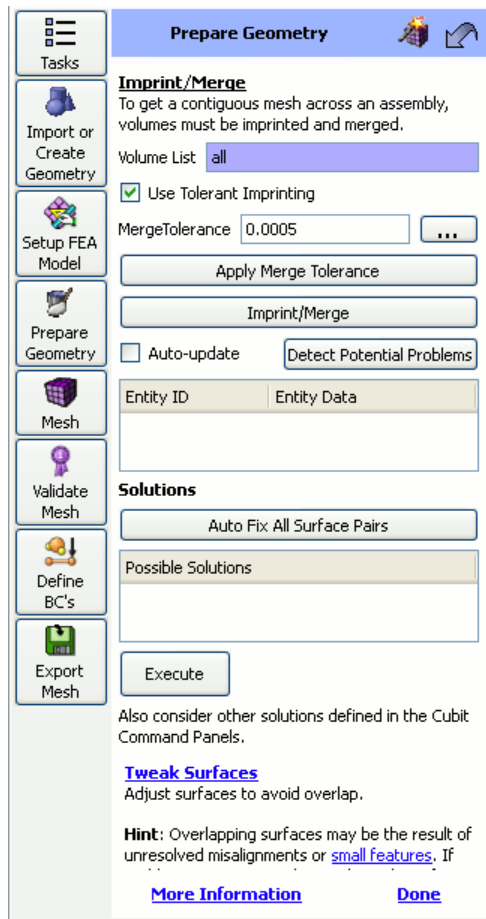 Prepare Geometry
Tasks
Import or
Create
Geometry
Setup FEA
Model
Prepare
Geometry
Mesh
Validate
Mesh
Define
BC's
Export
Mesh
Imprint/Merge
To get a contiguous mesh across an assembly,
volumes must be imprinted and merged.
Volume List all
Use Tolerant Imprinting
MergeTolerance 0.0005 ...
Apply Merge Tolerance
Imprint/Merge
Auto-update Detect Potential Problems
Entity ID Entity Data
Solutions
Auto Fix All Surface Pairs
Possible Solutions
Execute
Also consider other solutions defined in the Cubit
Command Panels.
Tweak Surfaces
Adjust surfaces to avoid overlap.
Hint: Overlapping surfaces may be the result of
unresolved misalignments or small features. If
More Information Done